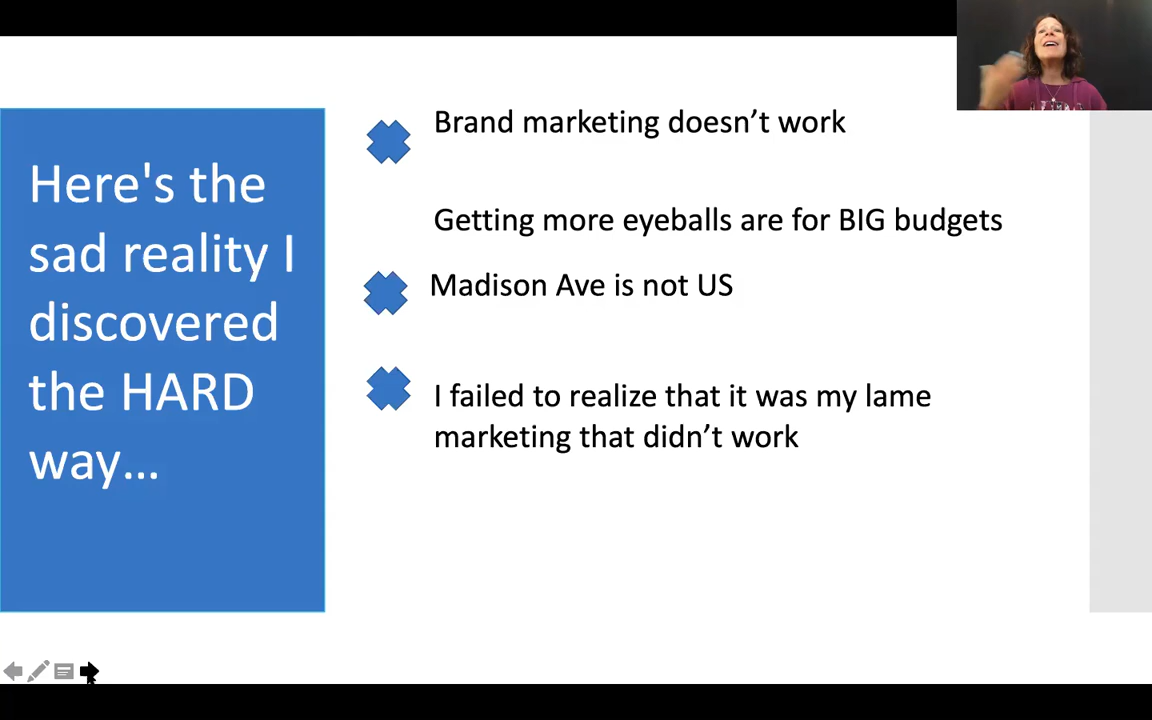 Here's the
sad reality I
discovered
the HARD
way...
Brand marketing doesn’t work
Getting more eyeballs are for BIG budgets
Madison Ave is not US
I failed to realize that it was my lame
marketing that didn’t work